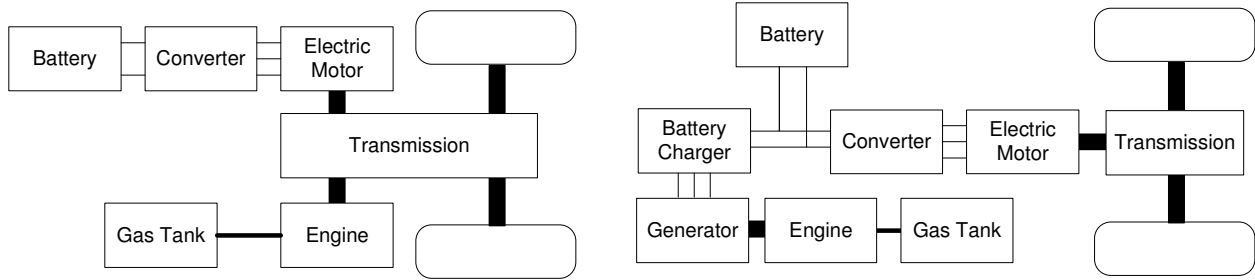 Battery
Converter
Electric
Motor
Transmission
Gas Tank
Engine
Battery
Battery
Charger
Converter
Electric
Motor
Transmission
Generator
Engine
Gas Tank